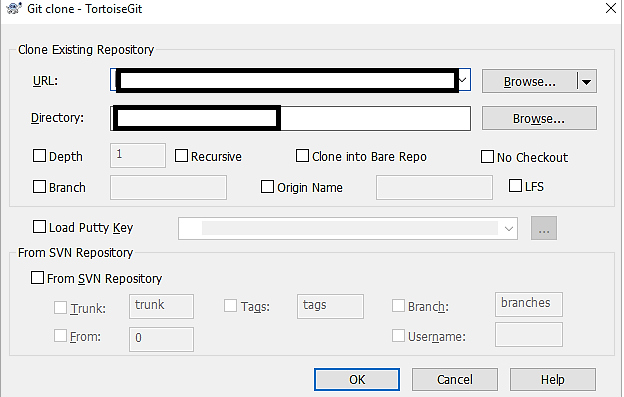 Git clone - TortoiseGit
Clone Existing Repository
URL:
Browse...
Directory:
Browse...
Depth 1 Recursive Clone into Bare Repo No Checkout
Branch Origin Name LFS
Load Putty Key ...
From SVN Repository
From SVN Repository
Trunk: trunk Tags: tags Branch: branches
From: 0 Username:
OK Cancel Help